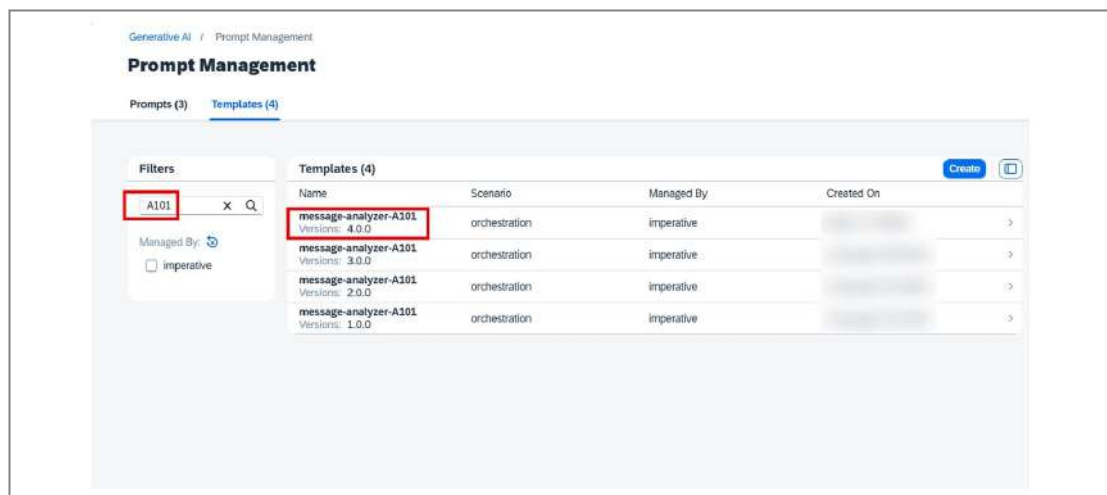 Generative AI / Prompt Management
Prompt Management
Prompts (3) Templates (4)
Filters
A101
Managed By:
imperative
Templates (4) Create
Name Scenario Managed By Created On
message-analyzer-A101 orchestration imperative
Versions: 4.0.0
message-analyzer-A101 orchestration imperative
Versions: 3.0.0
message-analyzer-A101 orchestration imperative
Versions: 2.0.0
message-analyzer-A101 orchestration imperative
Versions: 1.0.0